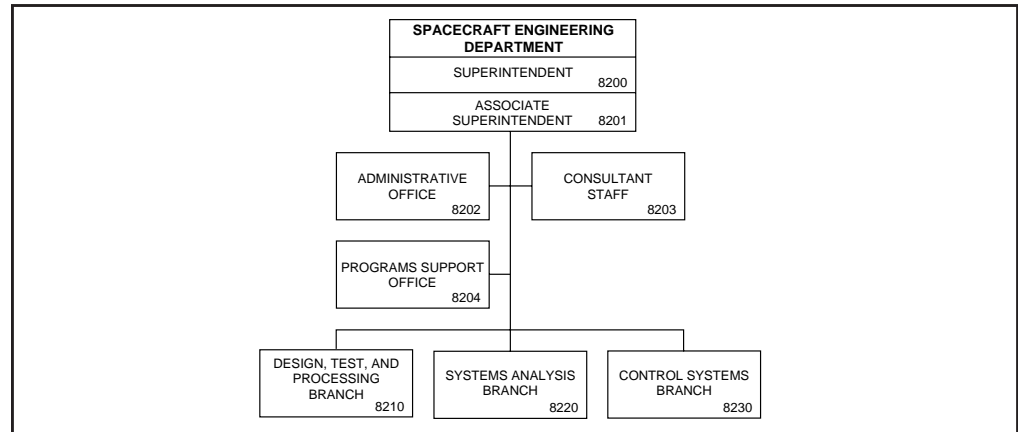 SPACECRAFT ENGINEERING
DEPARTMENT
SUPERINTENDENT
8200
ASSOCIATE
SUPERINTENDENT 8201
ADMINISTRATIVE
OFFICE
8202
CONSULTANT
STAFF
8203
PROGRAMS SUPPORT
OFFICE
8204
DESIGN, TEST, AND
PROCESSING
BRANCH
8210
SYSTEMS ANALYSIS
BRANCH
8220
CONTROL SYSTEMS
BRANCH
8230